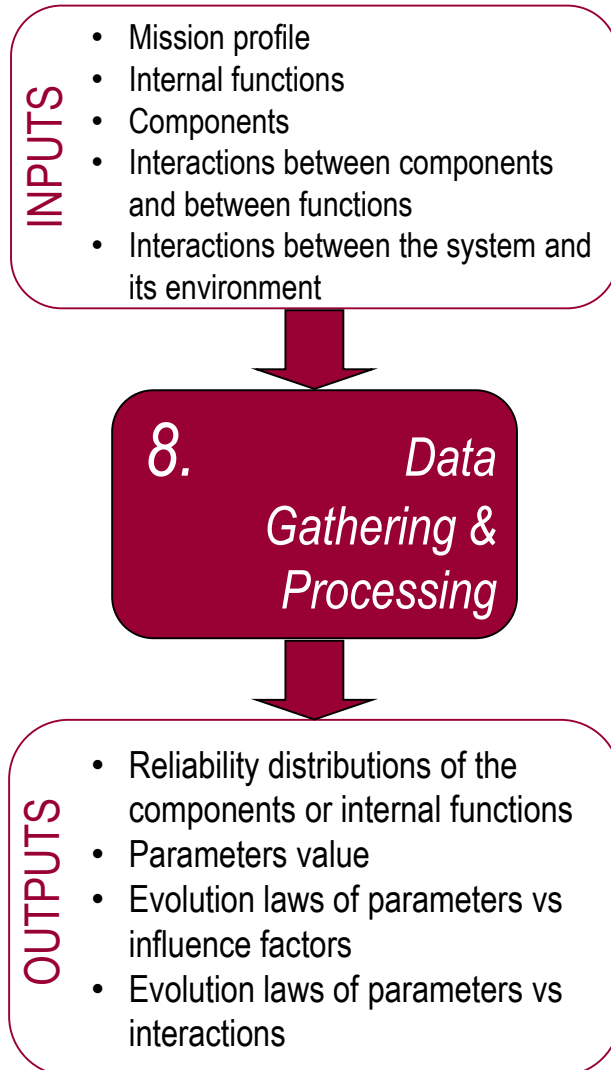 INPUTS
• Mission profile
• Internal functions
• Components
• Interactions between components
and between functions
• Interactions between the system and
its environment
8. Data
Gathering &
Processing
OUTPUTS
• Reliability distributions of the
components or internal functions
• Parameters value
• Evolution laws of parameters vs
influence factors
• Evolution laws of parameters vs
interactions